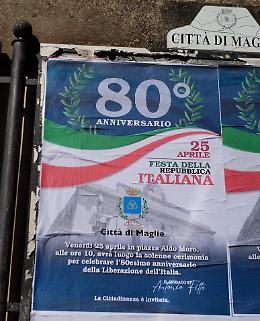 CITTÀ DI MAGL
80°
ANNIVERSARIO
25
APRILE
FESTA DELLA
REPUBBLICA
ITALIANA
Città di Maglie
Venerdì 25 aprile in piazza Aldo Moro,
alle ore 10, avrà luogo la solenne cerimonia
per celebrare l'80esimo anniversario
della Liberazione dell'Italia.
La Cittadinanza è invitata.